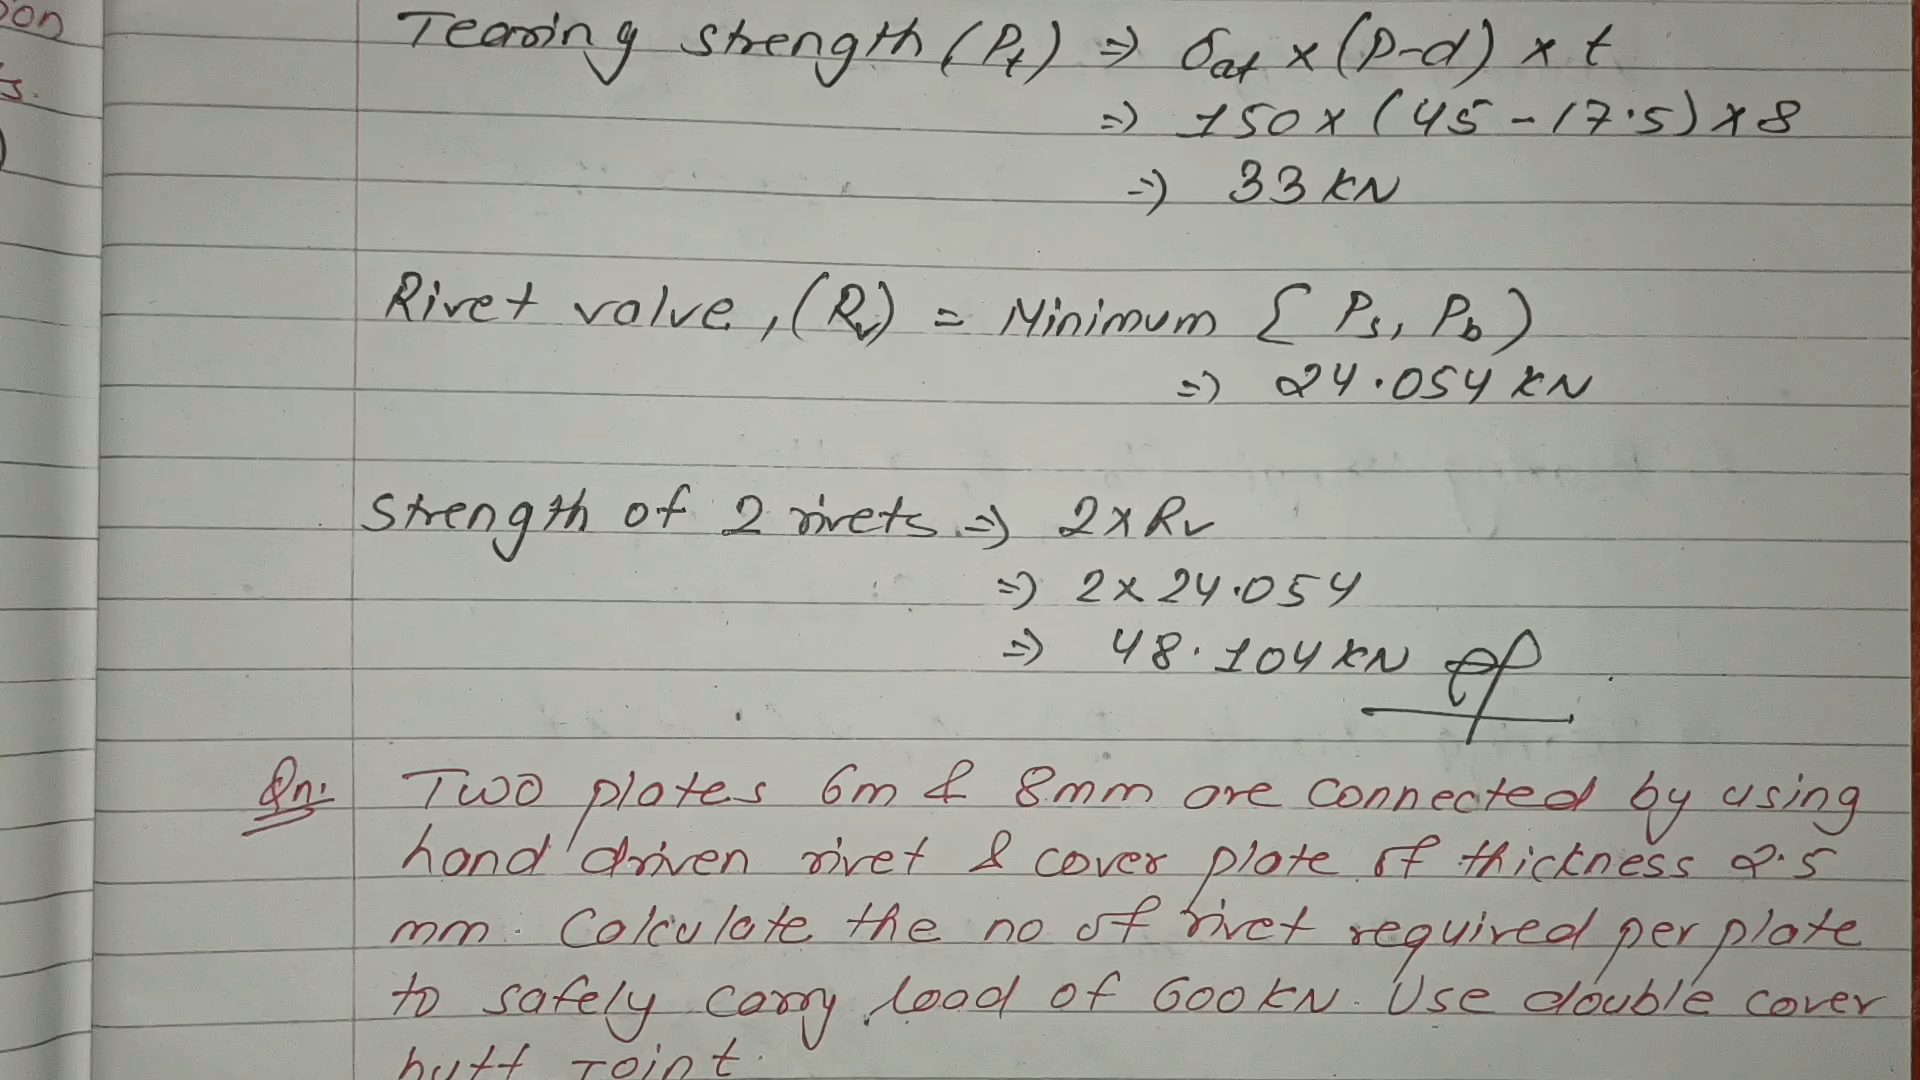 on
s.
)
Tearing strength (Pt) ⇒ σat × (p-d) × t
⇒ 150 × (45 - 17.5) × 8
⇒ 33 KN
Rivet value, (Rv) = Minimum { Ps, Pb )
⇒ 24.054 KN
Strength of 2 rivets ⇒ 2×Rv
⇒ 2 × 24.054
⇒ 48.104 KN
Qn: Two plates 6m & 8mm are connected by using
hand driven rivet & cover plate of thickness 2.5
mm. Calculate the no of rivet required per plate
to safely carry load of 600 KN. Use double cover
butt Joint.